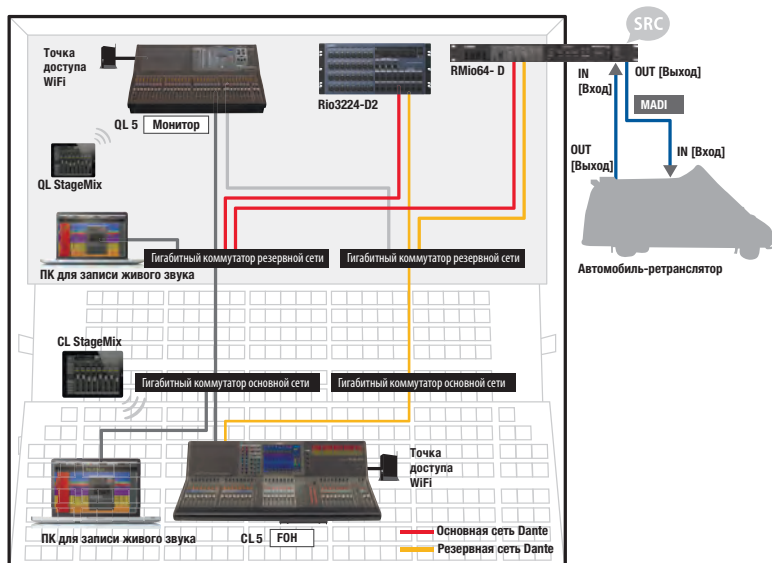 SRC
Точка
доступа
WiFi
QL 5 Монитор
Rio3224-D2
RMio64- D
IN
[Вход]
OUT [Выход]
MADI
OUT
[Выход]
IN [Вход]
QL StageMix
Автомобиль-ретранслятор
ПК для записи живого звука
Гигабитный коммутатор резервной сети
Гигабитный коммутатор резервной сети
CL StageMix
Гигабитный коммутатор основной сети
Гигабитный коммутатор основной сети
Точка
доступа
WiFi
ПК для записи живого звука
CL 5 FOH
Основная сеть Dante
Резервная сеть Dante